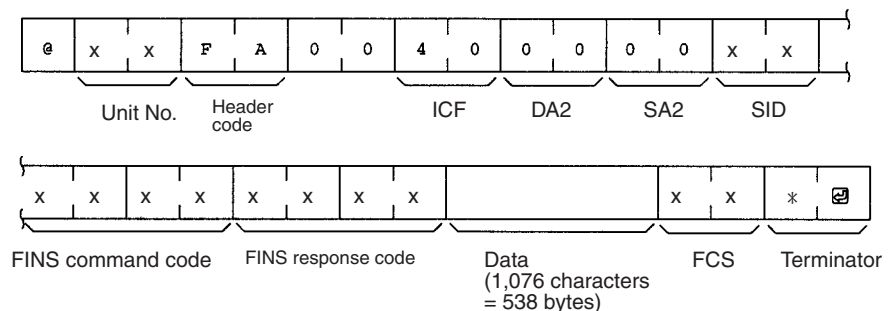 @ x x F A 0 0 4 0 0 0 0 0 x x
Unit No. Header code ICF DA2 SA2 SID
x x x x x x x x x x * ↵
FINS command code FINS response code Data FCS Terminator
(1,076 characters
= 538 bytes)